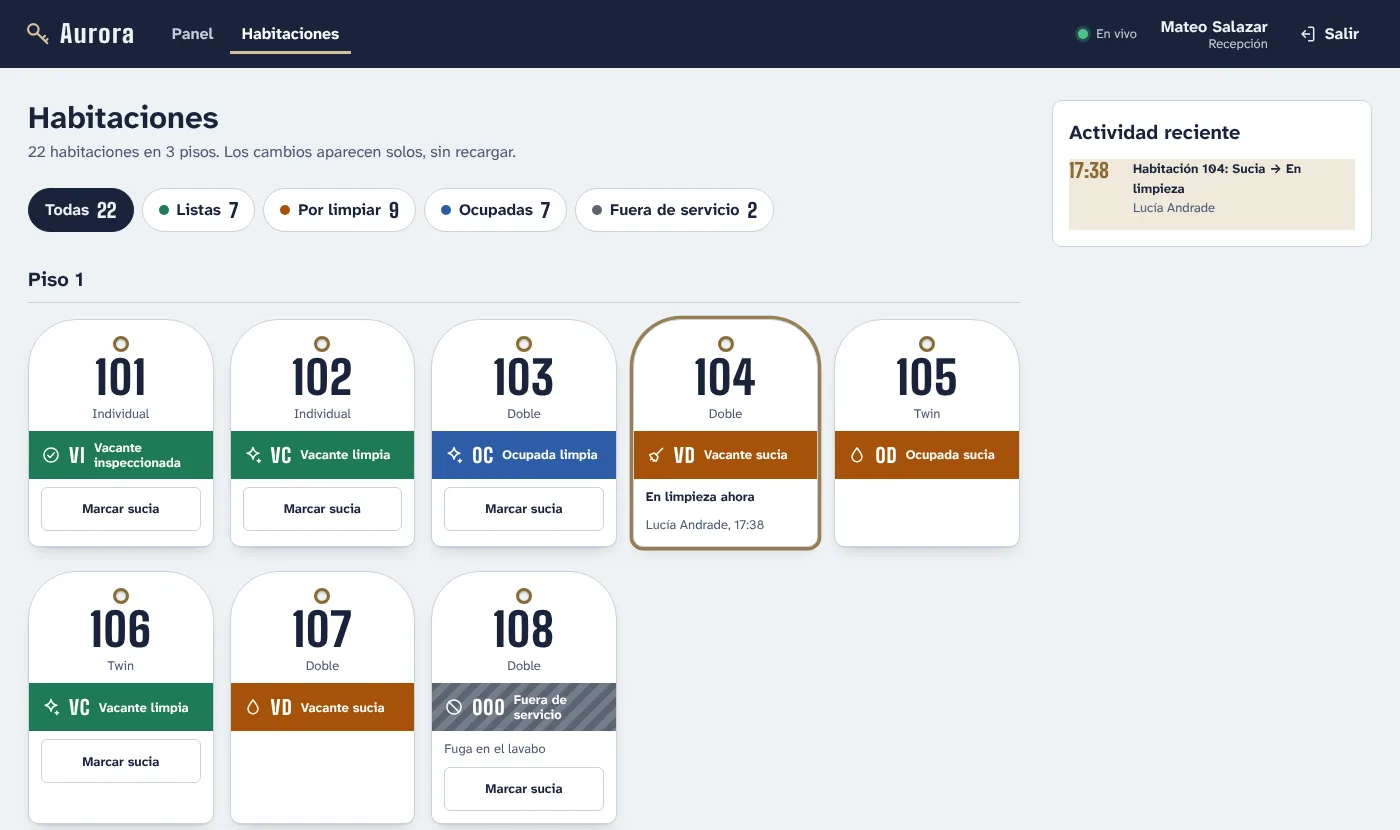 Aurora
Panel
Habitaciones
En vivo
Mateo Salazar
Recepción
Salir
Habitaciones
22 habitaciones en 3 pisos. Los cambios aparecen solos, sin recargar.
Todas 22
Listas 7
Por limpiar 9
Ocupadas 7
Fuera de servicio 2
Actividad reciente
17:38
Habitación 104: Sucia → En
limpieza
Lucía Andrade
Piso 1
101
Individual
VI Vacante
inspeccionada
Marcar sucia
102
Individual
VC Vacante limpia
Marcar sucia
103
Doble
OC Ocupada limpia
Marcar sucia
104
Doble
VD Vacante sucia
En limpieza ahora
Lucía Andrade, 17:38
105
Twin
OD Ocupada sucia
106
Twin
VC Vacante limpia
Marcar sucia
107
Doble
VD Vacante sucia
108
Doble
OOO Fuera de
servicio
Fuga en el lavabo
Marcar sucia